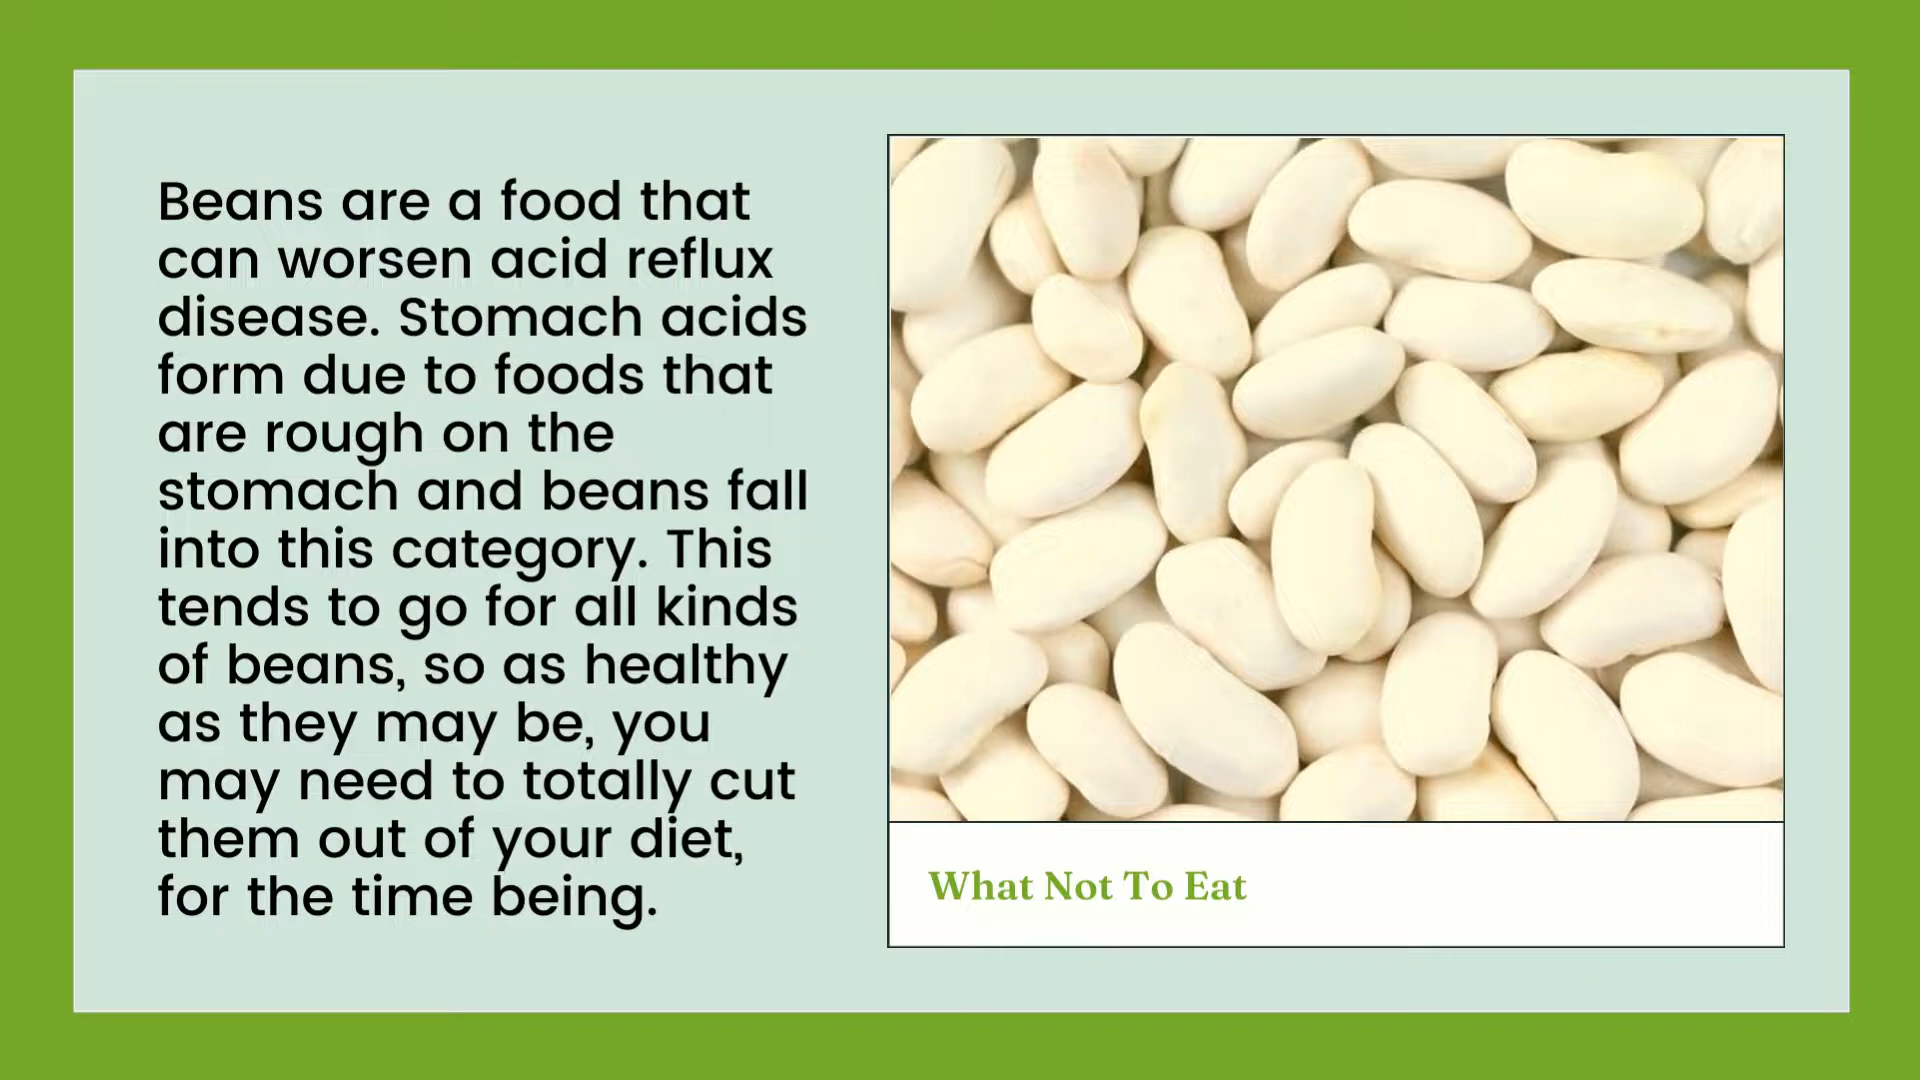 Beans are a food that
can worsen acid reflux
disease. Stomach acids
form due to foods that
are rough on the
stomach and beans fall
into this category. This
tends to go for all kinds
of beans, so as healthy
as they may be, you
may need to totally cut
them out of your diet,
for the time being.
What Not To Eat